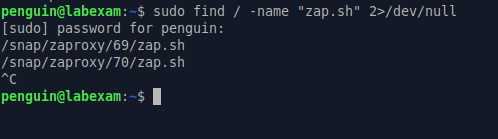 penguin@labexam:~$ sudo find / -name "zap.sh" 2>/dev/null
[sudo] password for penguin:
/snap/zaproxy/69/zap.sh
/snap/zaproxy/70/zap.sh
^C
penguin@labexam:~$